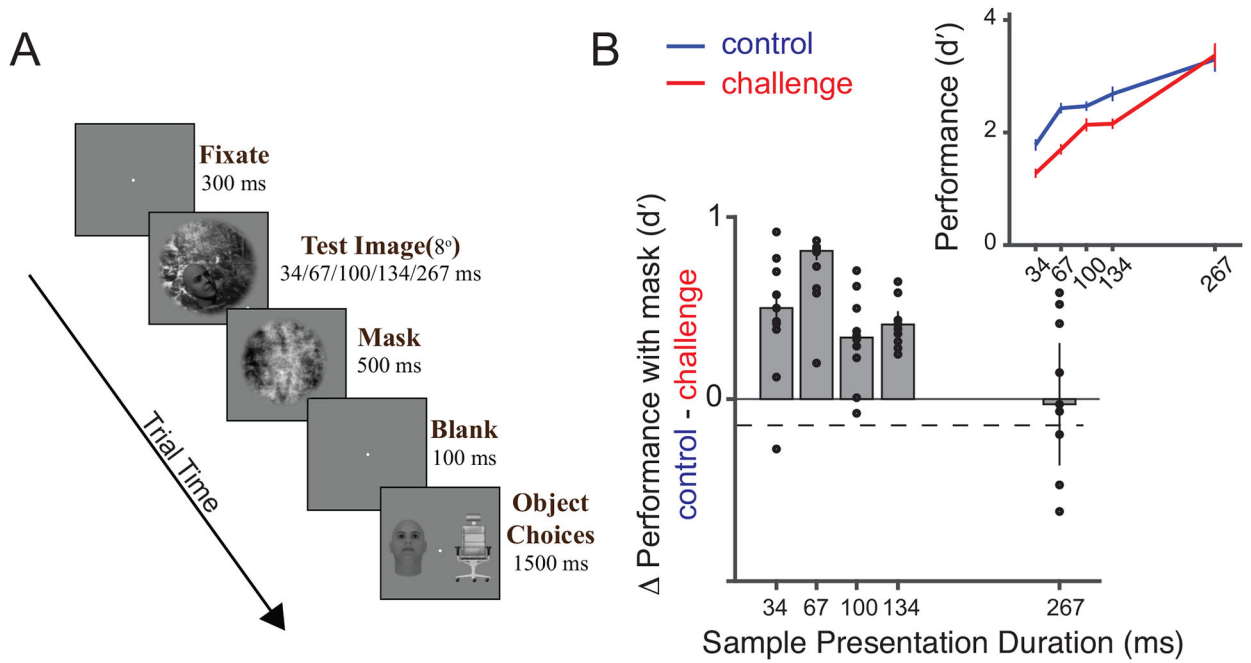 A
Fixate
300 ms
Test Image(8°)
34/67/100/134/267 ms
Mask
500 ms
Blank
100 ms
Object
Choices
1500 ms
Trial Time
B
control
challenge
Performance (d′)
4
2
0
34
67
100
134
267
Δ Performance with mask (d′)
control - challenge
1
0
34
67
100
134
267
Sample Presentation Duration (ms)